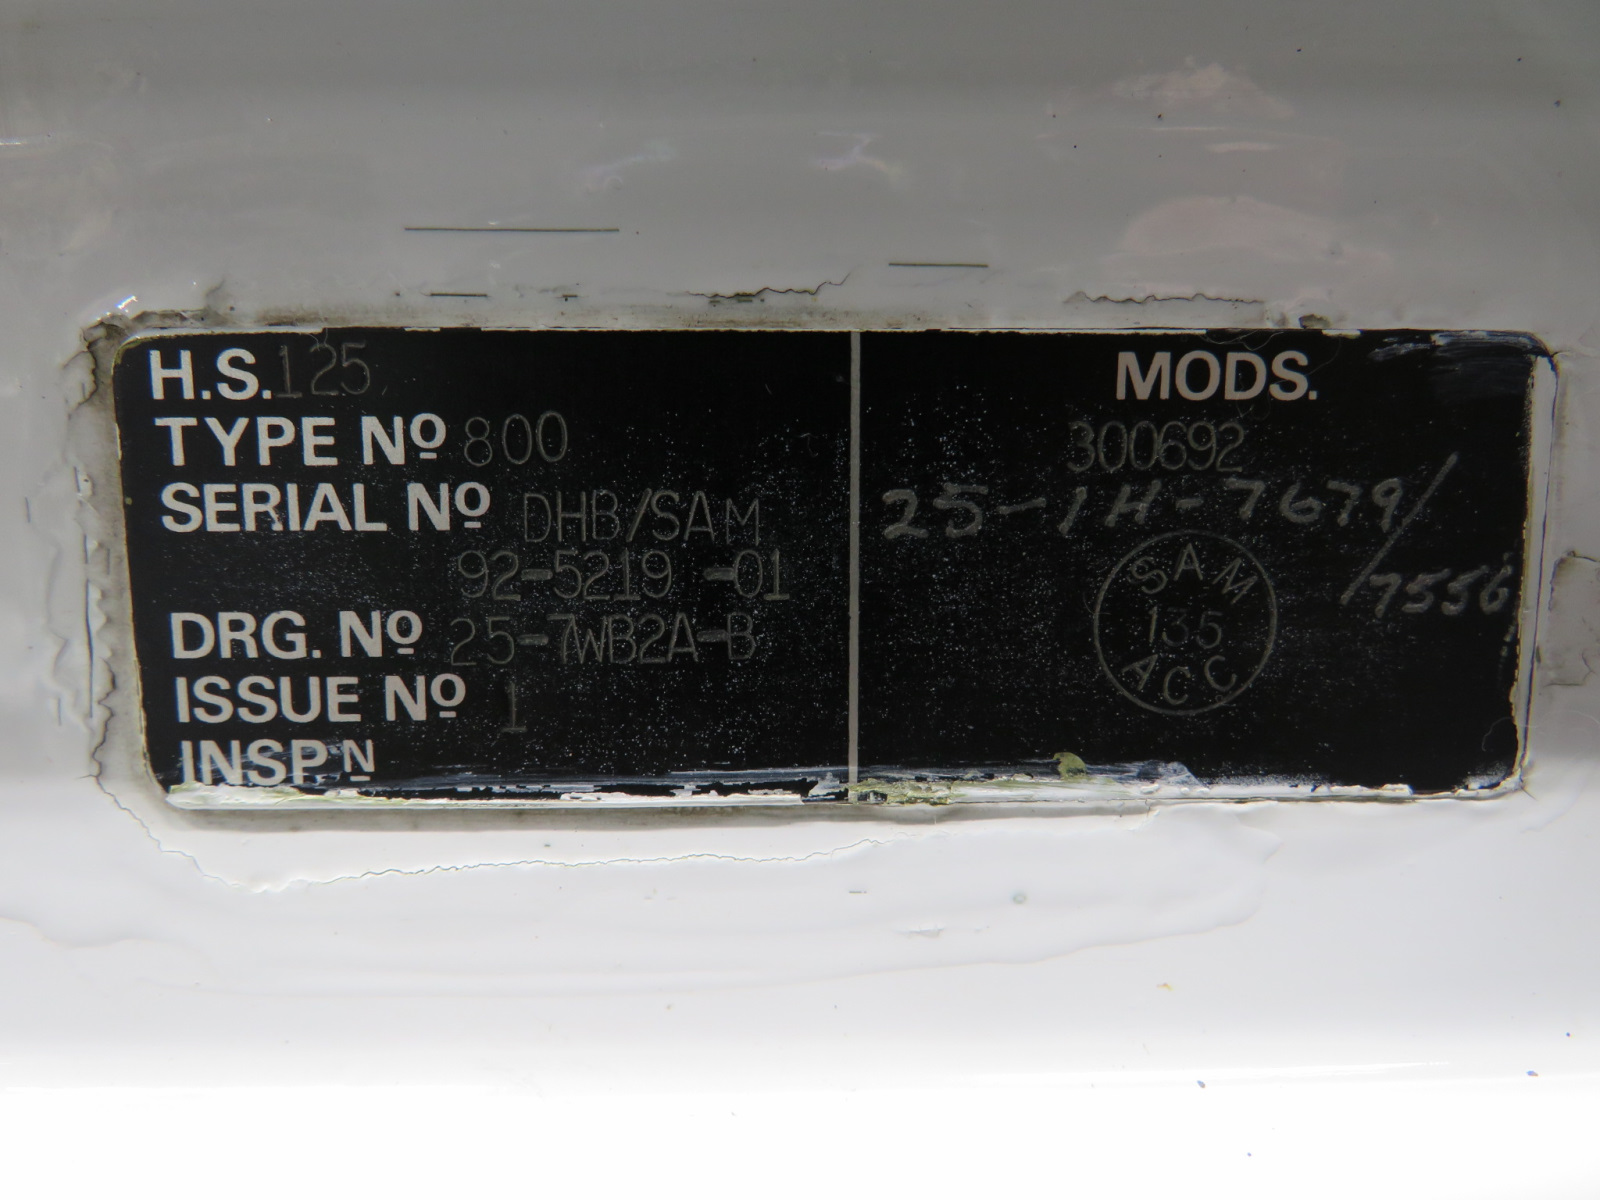 H.S. 125
TYPE Nº 800
SERIAL Nº DHB/SAM
92-5219-01
DRG. Nº 25-7WB2A-B
ISSUE Nº 1
INSP.N
MODS.
300692
25-1H-7679/
/7556
SAM
135
ACC